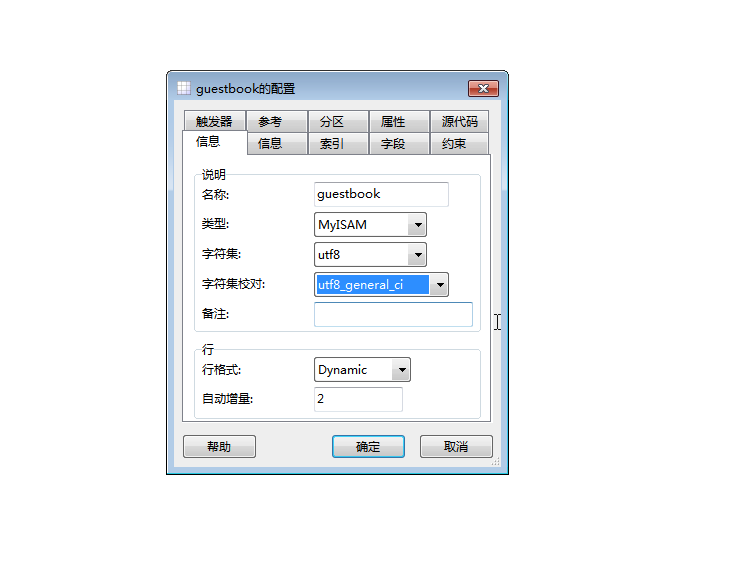 guestbook的配置
触发器 参考 分区 属性 源代码
信息 信息 索引 字段 约束
说明
名称: guestbook
类型: MyISAM
字符集: utf8
字符集校对: utf8_general_ci
备注:
行
行格式: Dynamic
自动增量: 2
帮助 确定 取消